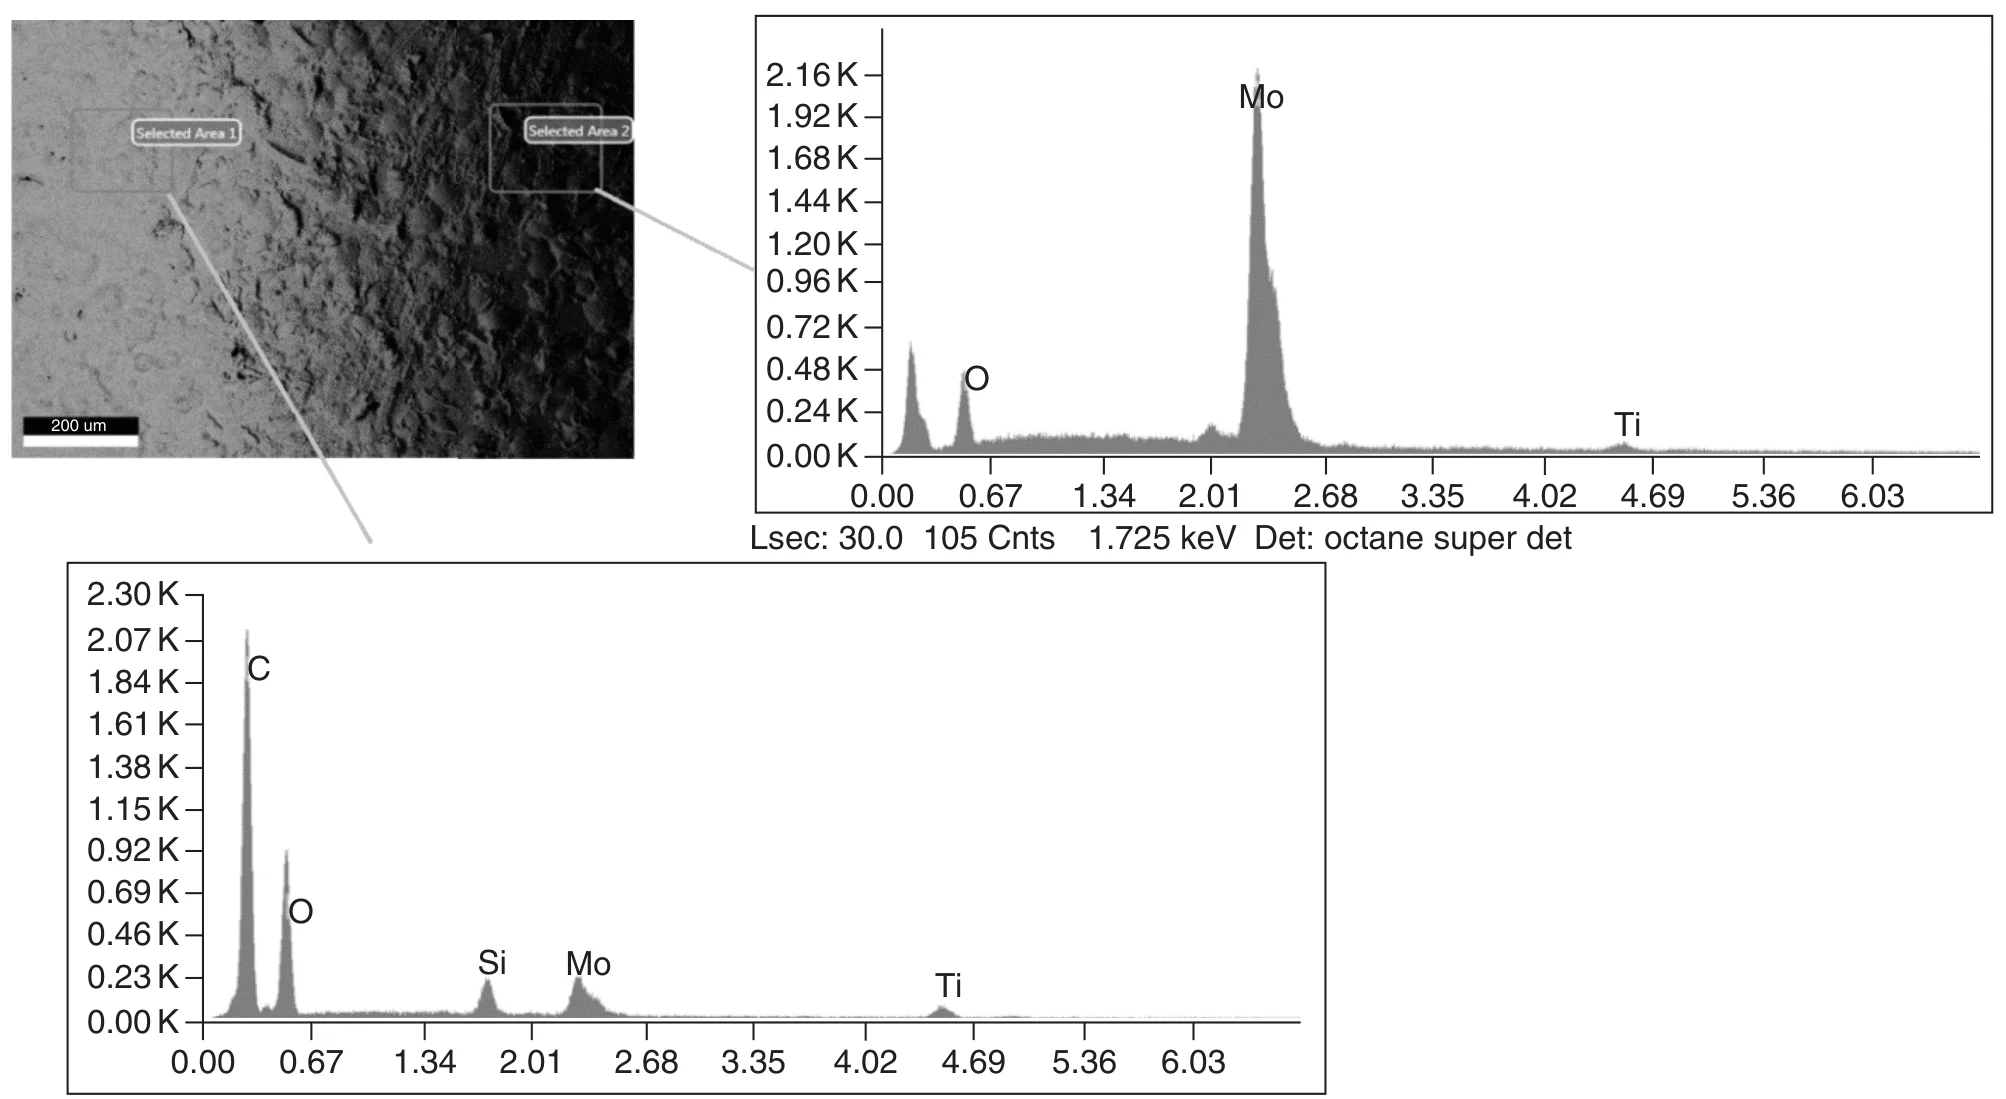 Selected Area 1
Selected Area 2
200 um
2.16 K
1.92 K
1.68 K
1.44 K
1.20 K
0.96 K
0.72 K
0.48 K
0.24 K
0.00 K
Mo
O
Ti
0.00 0.67 1.34 2.01 2.68 3.35 4.02 4.69 5.36 6.03
Lsec: 30.0 105 Cnts 1.725 keV Det: octane super det
2.30 K
2.07 K
1.84 K
1.61 K
1.38 K
1.15 K
0.92 K
0.69 K
0.46 K
0.23 K
0.00 K
C
O
Si
Mo
Ti
0.00 0.67 1.34 2.01 2.68 3.35 4.02 4.69 5.36 6.03